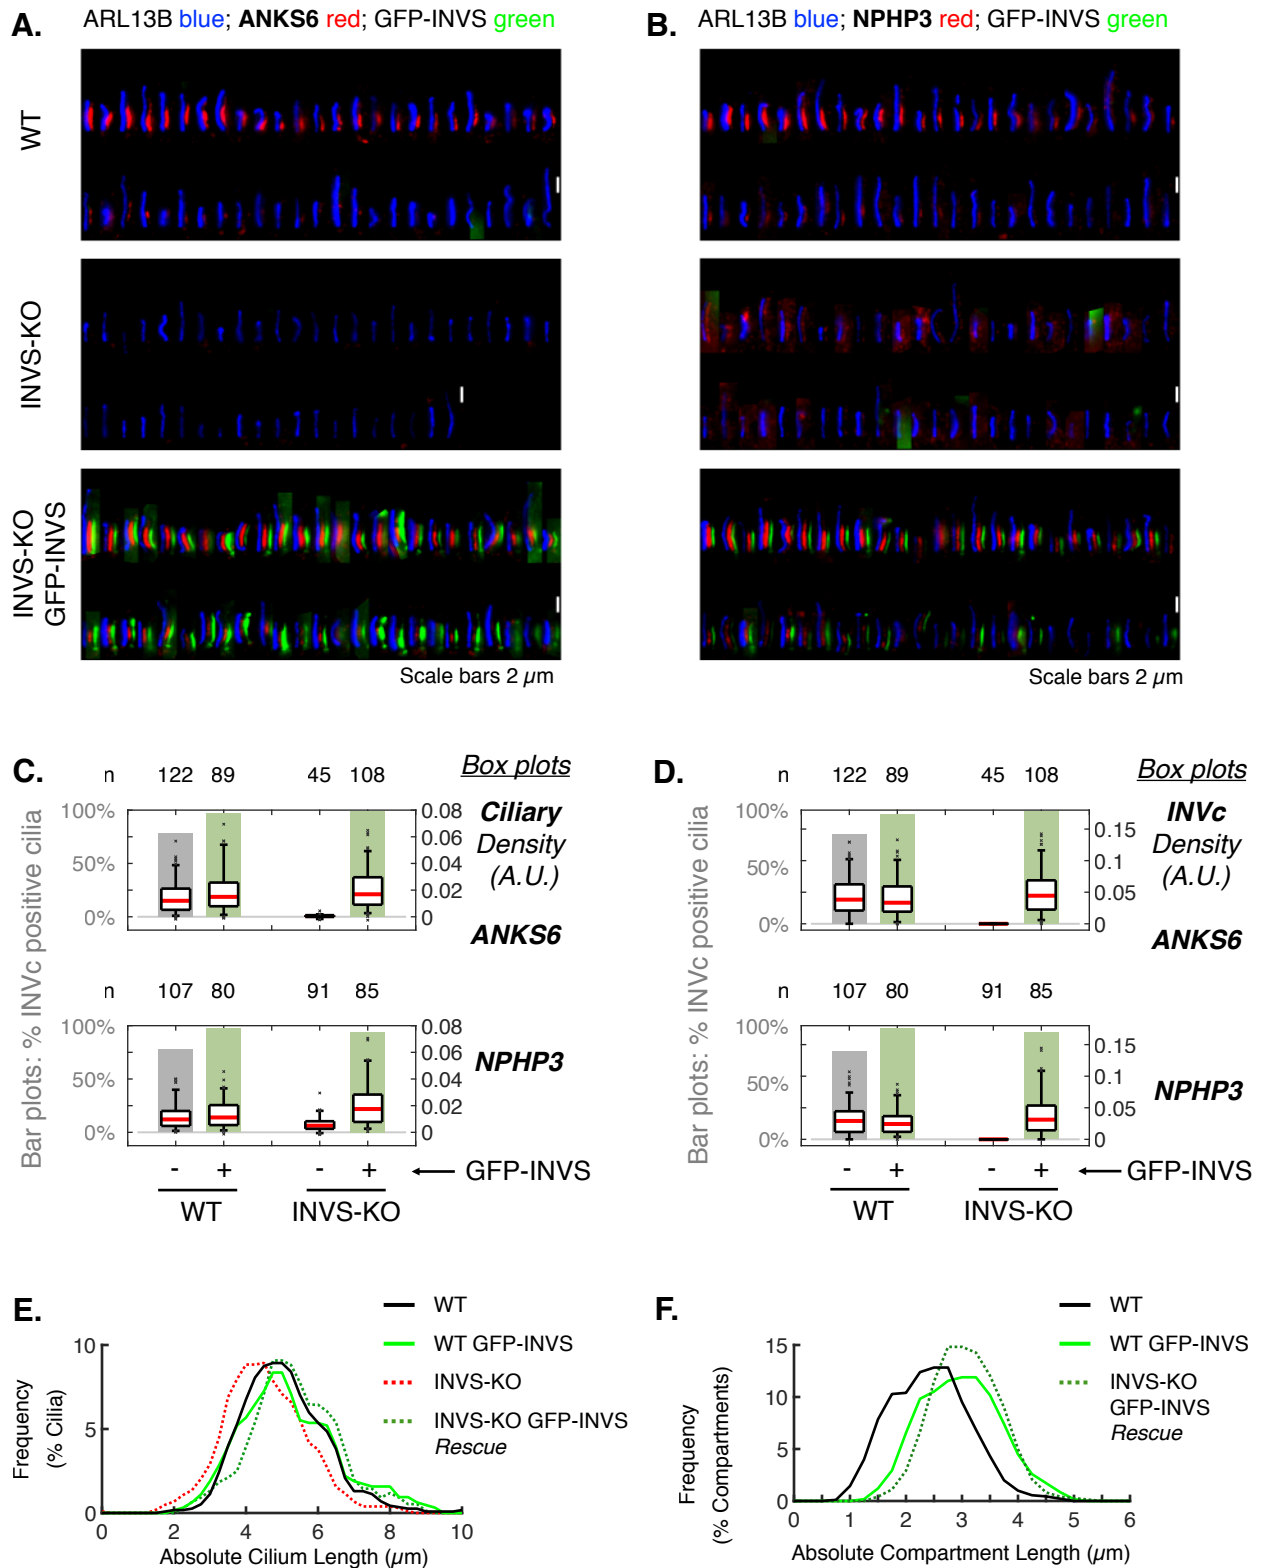 A.
ARL13B blue; ANKS6 red; GFP-INVS green
WT
INVS-KO
INVS-KO
GFP-INVS
Scale bars 2 µm
B.
ARL13B blue; NPHP3 red; GFP-INVS green
Scale bars 2 µm
C.
Bar plots: % INVc positive cilia
n 122 89 45 108
Box plots
100% 0.08
Ciliary
0.06
Density
50% 0.04
(A.U.)
0.02
0% 0
ANKS6
n 107 80 91 85
100% 0.08
0.06
NPHP3
50% 0.04
0.02
0% 0
- + - + GFP-INVS
WT INVS-KO
D.
Bar plots: % INVc positive cilia
n 122 89 45 108
Box plots
100%
INVc
0.15
Density
50% 0.1
(A.U.)
0.05
0% 0
ANKS6
n 107 80 91 85
100%
0.15
NPHP3
50% 0.1
0.05
0% 0
- + - + GFP-INVS
WT INVS-KO
E.
WT
WT GFP-INVS
INVS-KO
INVS-KO GFP-INVS
Rescue
Frequency
(% Cilia)
10
5
0
0 2 4 6 8 10
Absolute Cilium Length (µm)
F.
WT
WT GFP-INVS
INVS-KO
GFP-INVS
Rescue
Frequency
(% Compartments)
15
10
5
0
0 1 2 3 4 5 6
Absolute Compartment Length (µm)